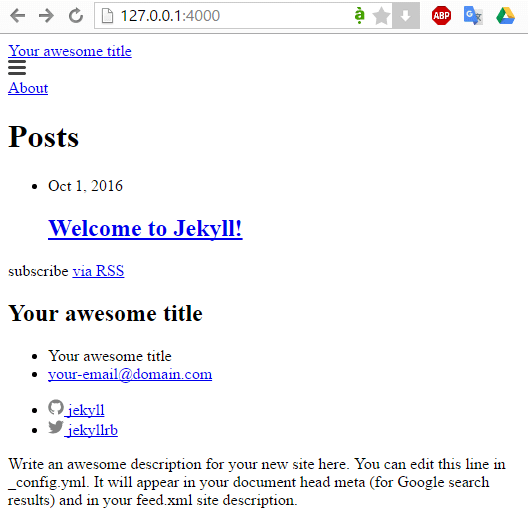 127.0.0.1:4000
ABP
Your awesome title
About
Posts
Oct 1, 2016
Welcome to Jekyll!
subscribe via RSS
Your awesome title
Your awesome title
your-email@domain.com
jekyll
jekyllrb
Write an awesome description for your new site here. You can edit this line in
_config.yml. It will appear in your document head meta (for Google search
results) and in your feed.xml site description.